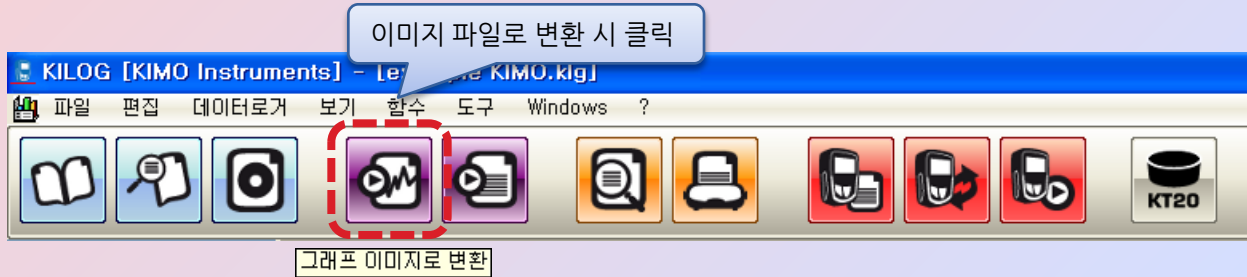 이미지 파일로 변환 시 클릭
KILOG [KIMO Instruments] - [e KIMO.klg]
파일 편집 데이터로거 보기 함수 도구 Windows ?
KT20
그래프 이미지로 변환